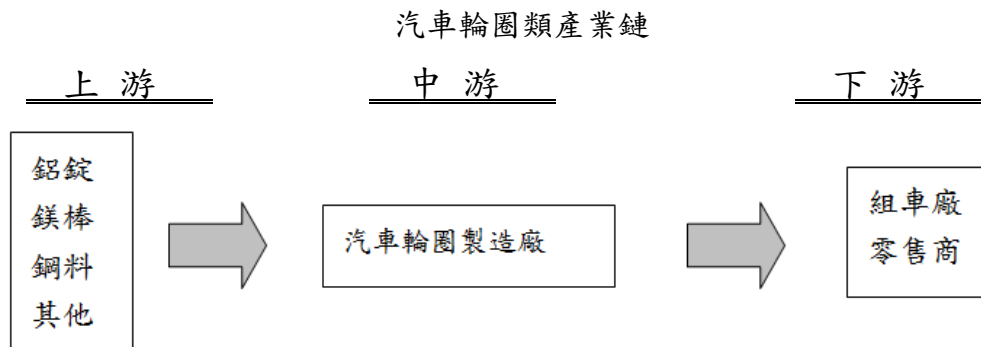 汽車輪圈類產業鏈
上 游
中 游
下 游
鋁錠
鎂棒
鋼料
其他
汽車輪圈製造廠
組車廠
零售商